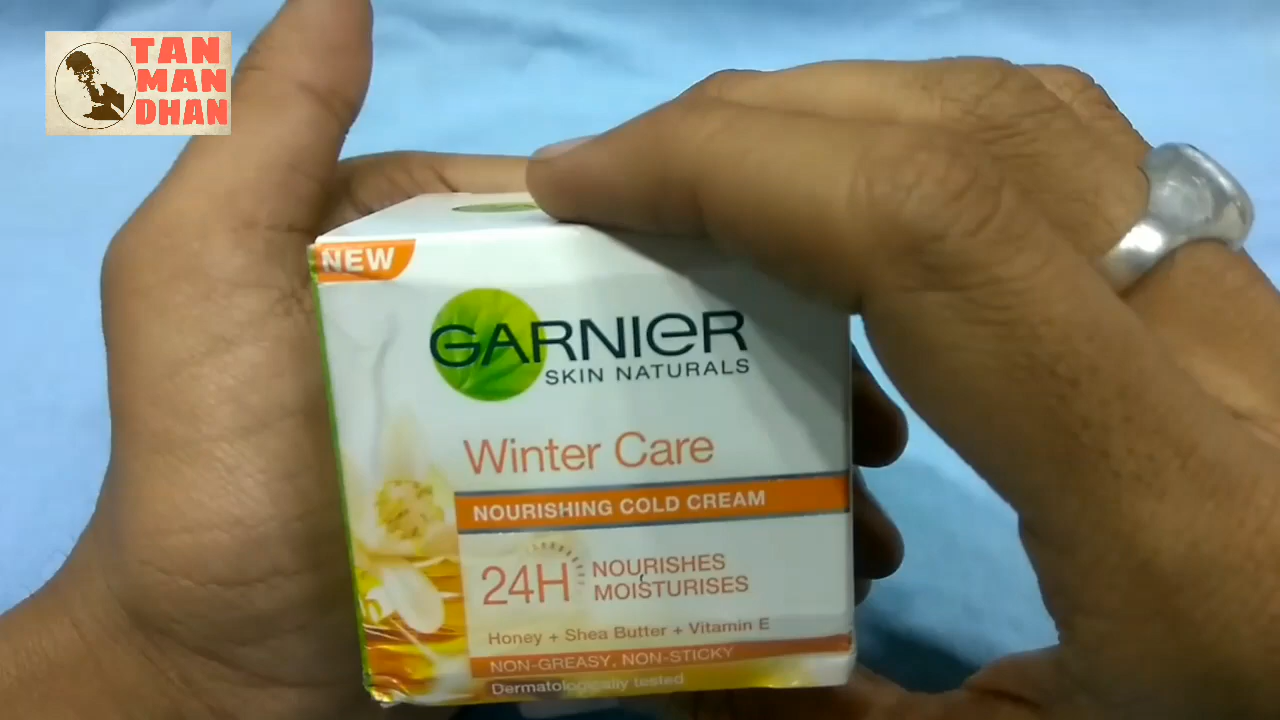 TAN
MAN
DHAN
NEW
GARNIER
SKIN NATURALS
Winter Care
NOURISHING COLD CREAM
24H
NOURISHES
MOISTURISES
Honey + Shea Butter + Vitamin E
NON-GREASY, NON-STICKY
Dermatologically tested